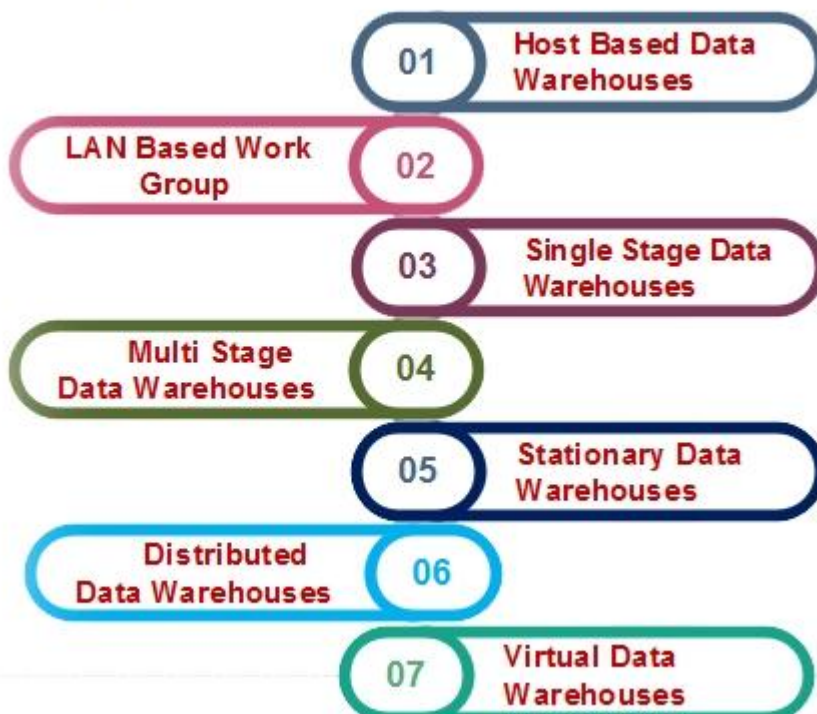 01
Host Based Data
Warehouses
LAN Based Work
Group
02
03
Single Stage Data
Warehouses
Multi Stage
Data Warehouses
04
05
Stationary Data
Warehouses
Distributed
Data Warehouses
06
07
Virtual Data
Warehouses